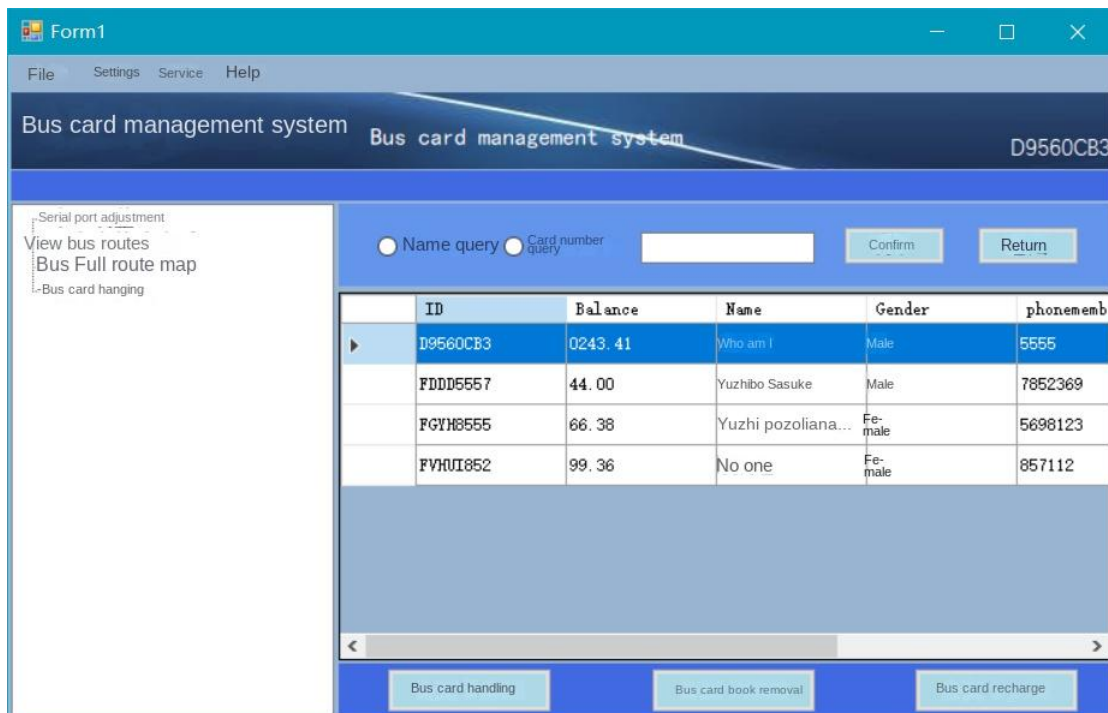 Form1
File Settings Service Help
Bus card management system
Bus card management system
D9560CB3
Serial port adjustment
View bus routes
Bus Full route map
Bus card hanging
Name query
Card number
query
Confirm
Return
ID Balance Name Gender phonememb
D9560CB3 0243.41 Who am I Male 5555
FDDD5557 44.00 Yuzhibo Sasuke Male 7852369
FGYH8555 66.38 Yuzhi pozoliana... Fe-
male 5698123
FVHUI852 99.36 No one Fe-
male 857112
Bus card handling
Bus card book removal
Bus card recharge